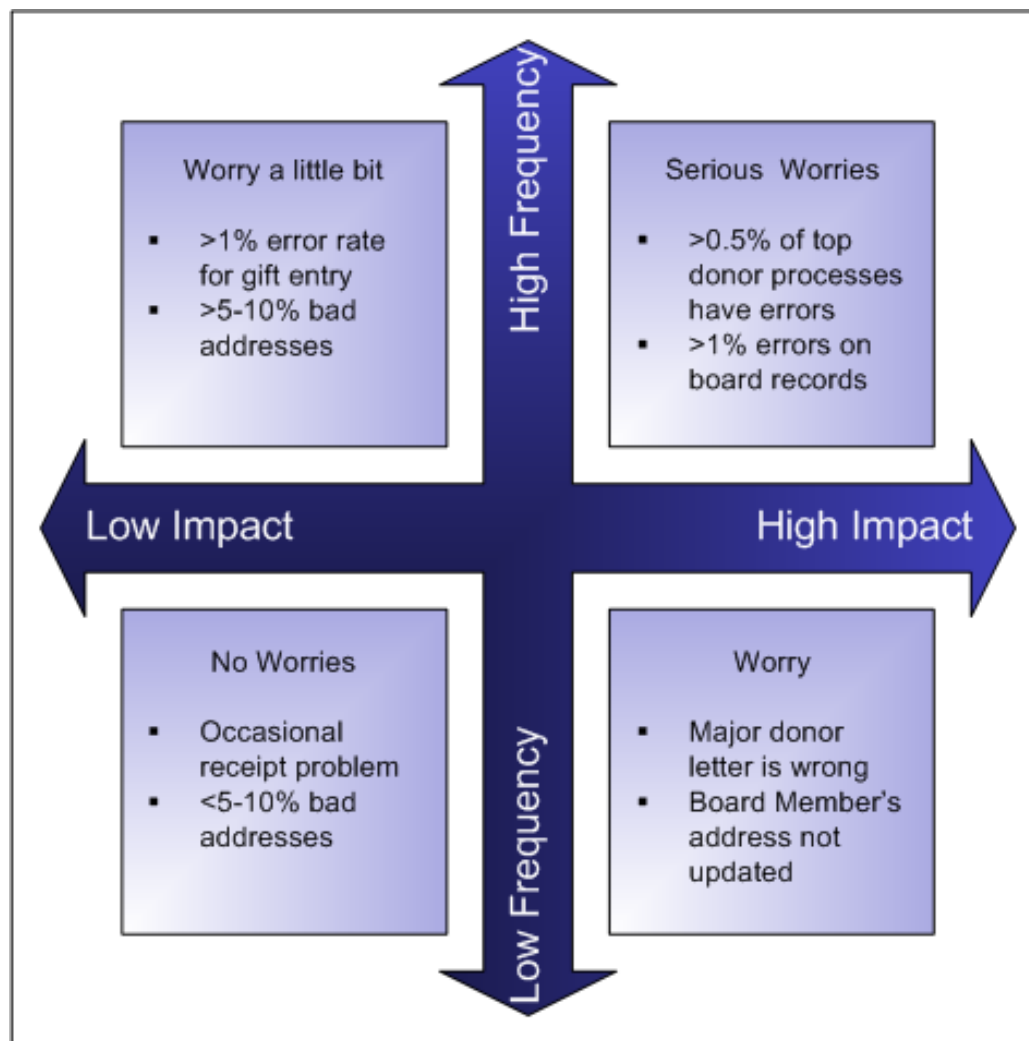 High Frequency
Worry a little bit
▪ >1% error rate
for gift entry
▪ >5-10% bad
addresses
Serious Worries
▪ >0.5% of top
donor processes
have errors
▪ >1% errors on
board records
Low Impact
High Impact
No Worries
▪ Occasional
receipt problem
▪ <5-10% bad
addresses
Worry
▪ Major donor
letter is wrong
▪ Board Member’s
address not
updated
Low Frequency